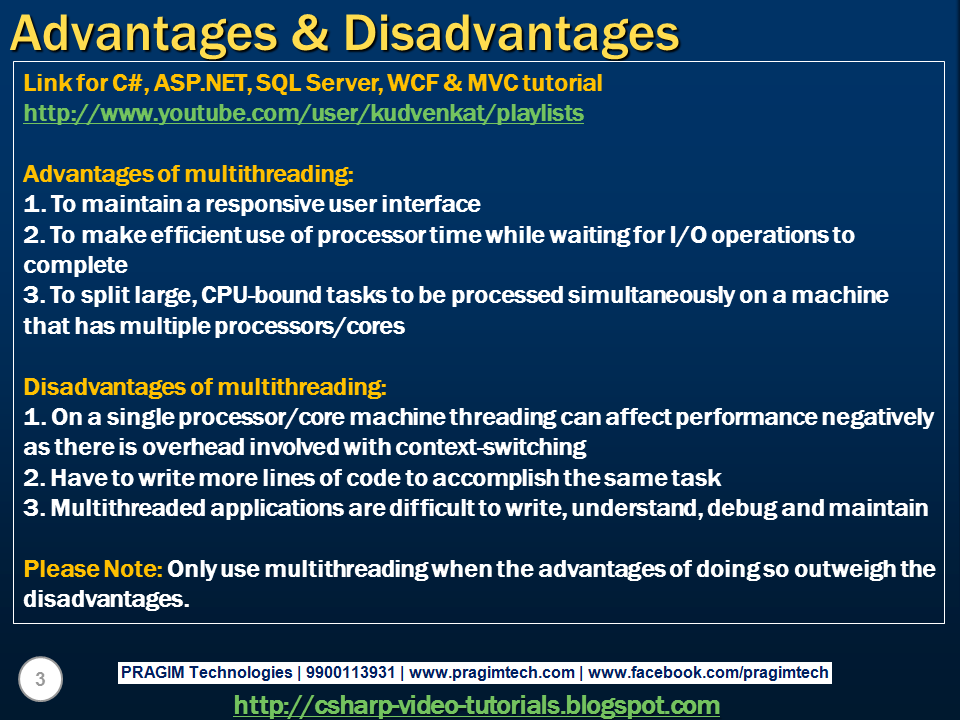 Advantages & Disadvantages
Link for C#, ASP.NET, SQL Server, WCF & MVC tutorial
http://www.youtube.com/user/kudvenkat/playlists
Advantages of multithreading:
1. To maintain a responsive user interface
2. To make efficient use of processor time while waiting for I/O operations to
complete
3. To split large, CPU-bound tasks to be processed simultaneously on a machine
that has multiple processors/cores
Disadvantages of multithreading:
1. On a single processor/core machine threading can affect performance negatively
as there is overhead involved with context-switching
2. Have to write more lines of code to accomplish the same task
3. Multithreaded applications are difficult to write, understand, debug and maintain
Please Note: Only use multithreading when the advantages of doing so outweigh the
disadvantages.
3
PRAGIM Technologies | 9900113931 | www.pragimtech.com | www.facebook.com/pragimtech
http://csharp-video-tutorials.blogspot.com